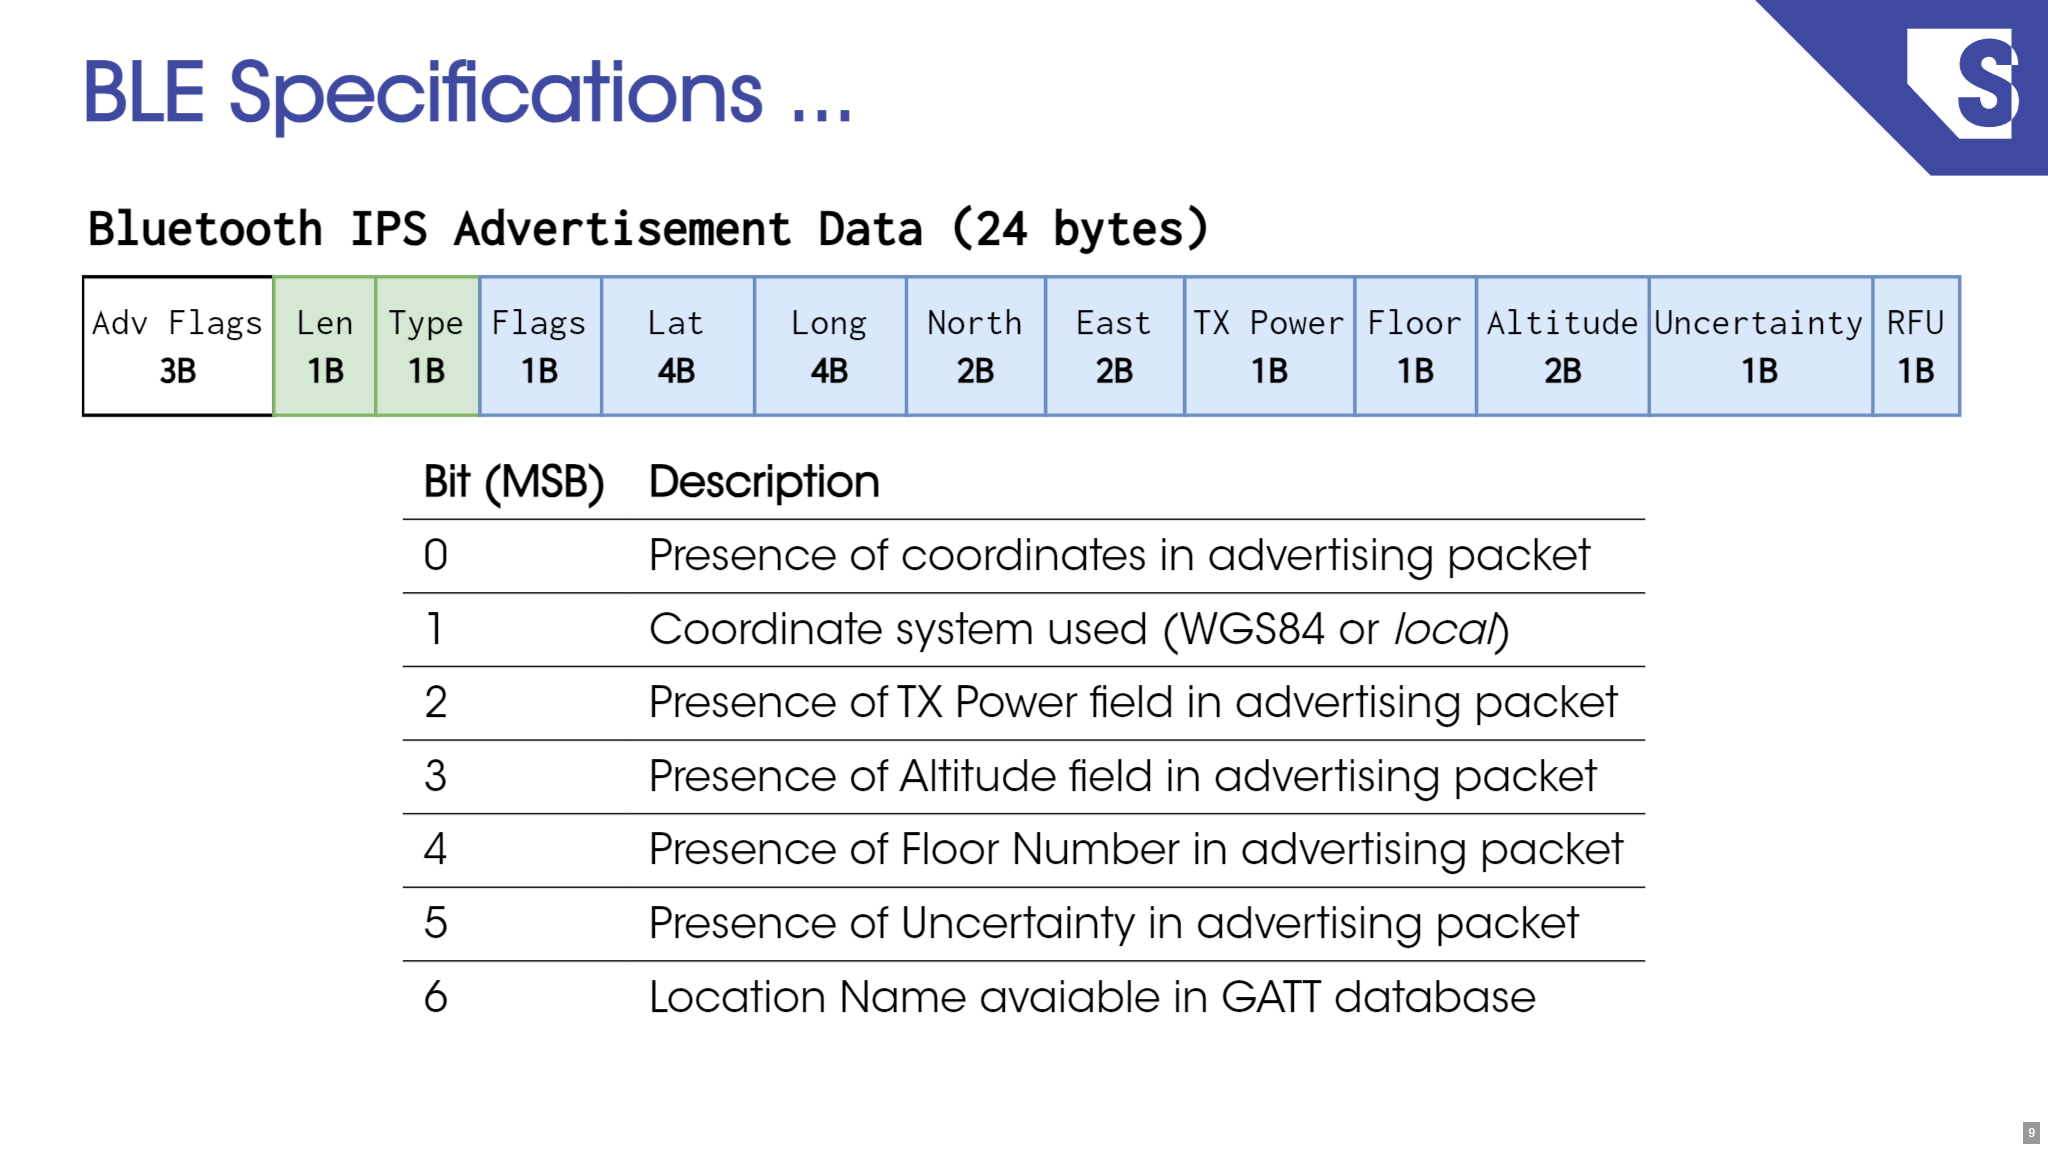 BLE Specifications ...
S
Bluetooth IPS Advertisement Data (24 bytes)
Adv Flags Len Type Flags Lat Long North East TX Power Floor Altitude Uncertainty RFU
3B 1B 1B 1B 4B 4B 2B 2B 1B 1B 2B 1B 1B
Bit (MSB) Description
0 Presence of coordinates in advertising packet
1 Coordinate system used (WGS84 or local)
2 Presence of TX Power field in advertising packet
3 Presence of Altitude field in advertising packet
4 Presence of Floor Number in advertising packet
5 Presence of Uncertainty in advertising packet
6 Location Name avaiable in GATT database
9